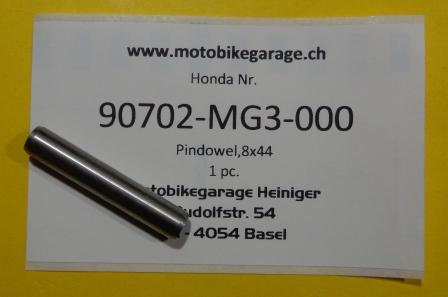 www.motobikegarage.ch
Honda Nr.
90702-MG3-000
Pindowel,8x44
1 pc.
otobikegarage Heiniger
udolfstr. 54
- 4054 Basel